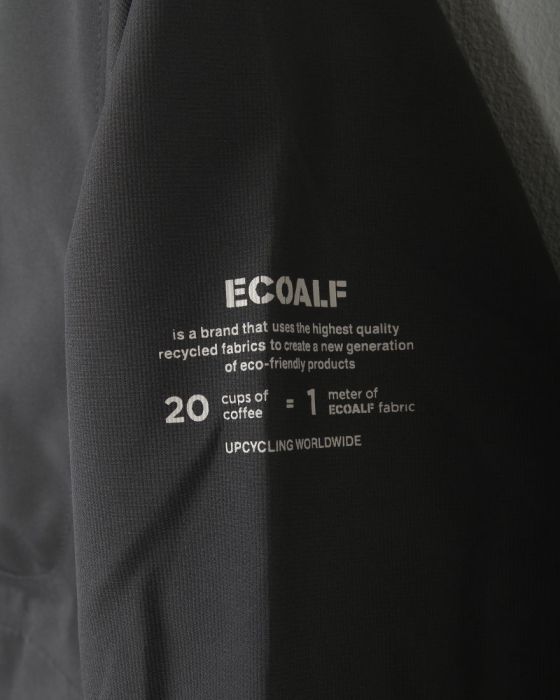 ECOALF
is a brand that uses the highest quality
recycled fabrics to create a new generation
of eco-friendly products
20 cups of coffee = 1 meter of ECOALF fabric
UPCYCLING WORLDWIDE